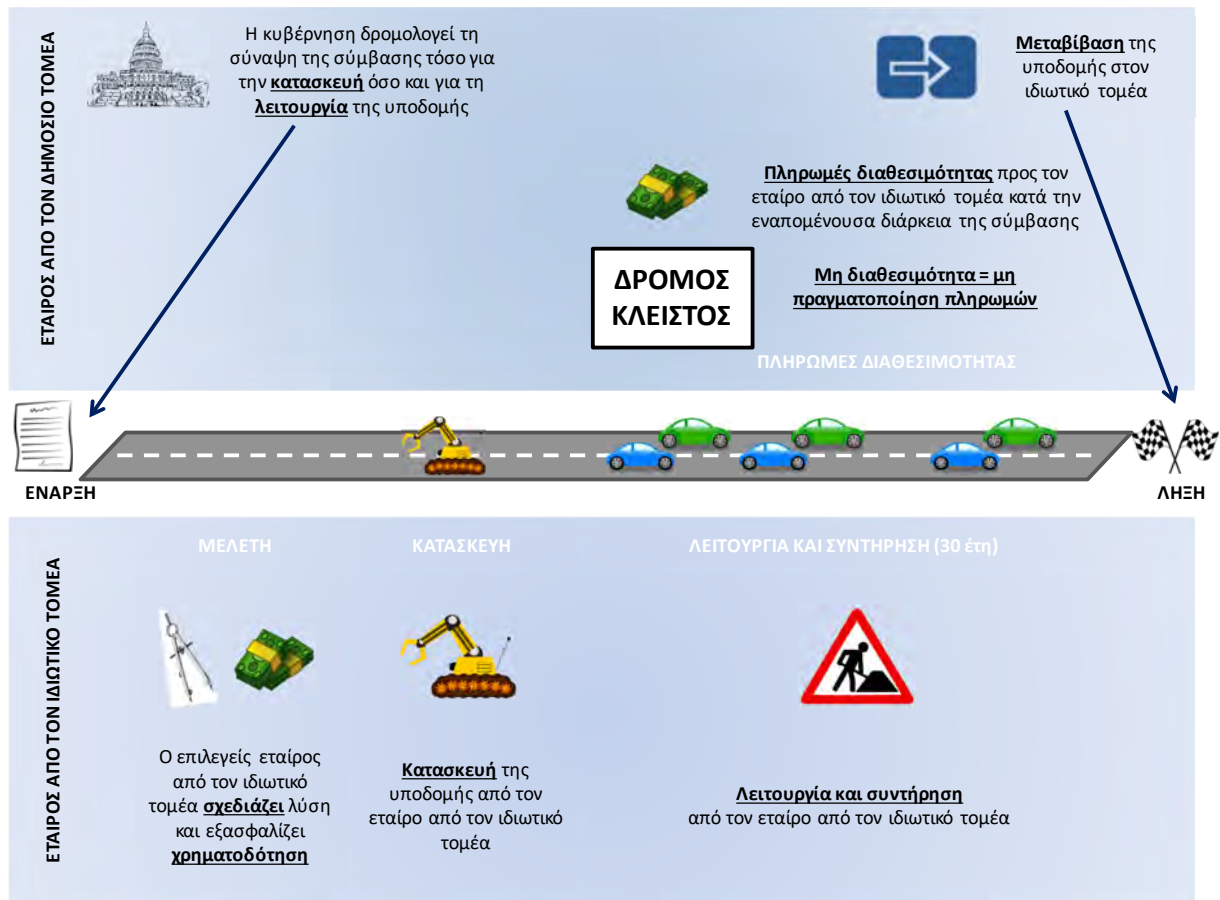 ΕΤΑΙΡΟΣ ΑΠΟ ΤΟΝ ΔΗΜΟΣΙΟ ΤΟΜΕΑ
Η κυβέρνηση δρομολογεί τη
σύναψη της σύμβασης τόσο για
την κατασκευή όσο και για τη
λειτουργία της υποδομής
Μεταβίβαση της
υποδομής στον
ιδιωτικό τομέα
Πληρωμές διαθεσιμότητας προς τον
εταίρο από τον ιδιωτικό τομέα κατά την
εναπομένουσα διάρκεια της σύμβασης
ΔΡΟΜΟΣ
ΚΛΕΙΣΤΟΣ
Μη διαθεσιμότητα = μη
πραγματοποίηση πληρωμών
ΠΛΗΡΩΜΕΣ ΔΙΑΘΕΣΙΜΟΤΗΤΑΣ
ΕΝΑΡΞΗ
ΛΗΞΗ
ΕΤΑΙΡΟΣ ΑΠΟ ΤΟΝ ΙΔΙΩΤΙΚΟ ΤΟΜΕΑ
ΜΕΛΕΤΗ
ΚΑΤΑΣΚΕΥΗ
ΛΕΙΤΟΥΡΓΙΑ ΚΑΙ ΣΥΝΤΗΡΗΣΗ (30 έτη)
Ο επιλεγείς εταίρος
από τον ιδιωτικό
τομέα σχεδιάζει λύση
και εξασφαλίζει
χρηματοδότηση
Κατασκευή της
υποδομής από τον
εταίρο από τον ιδιωτικό
τομέα
Λειτουργία και συντήρηση
από τον εταίρο από τον ιδιωτικό τομέα